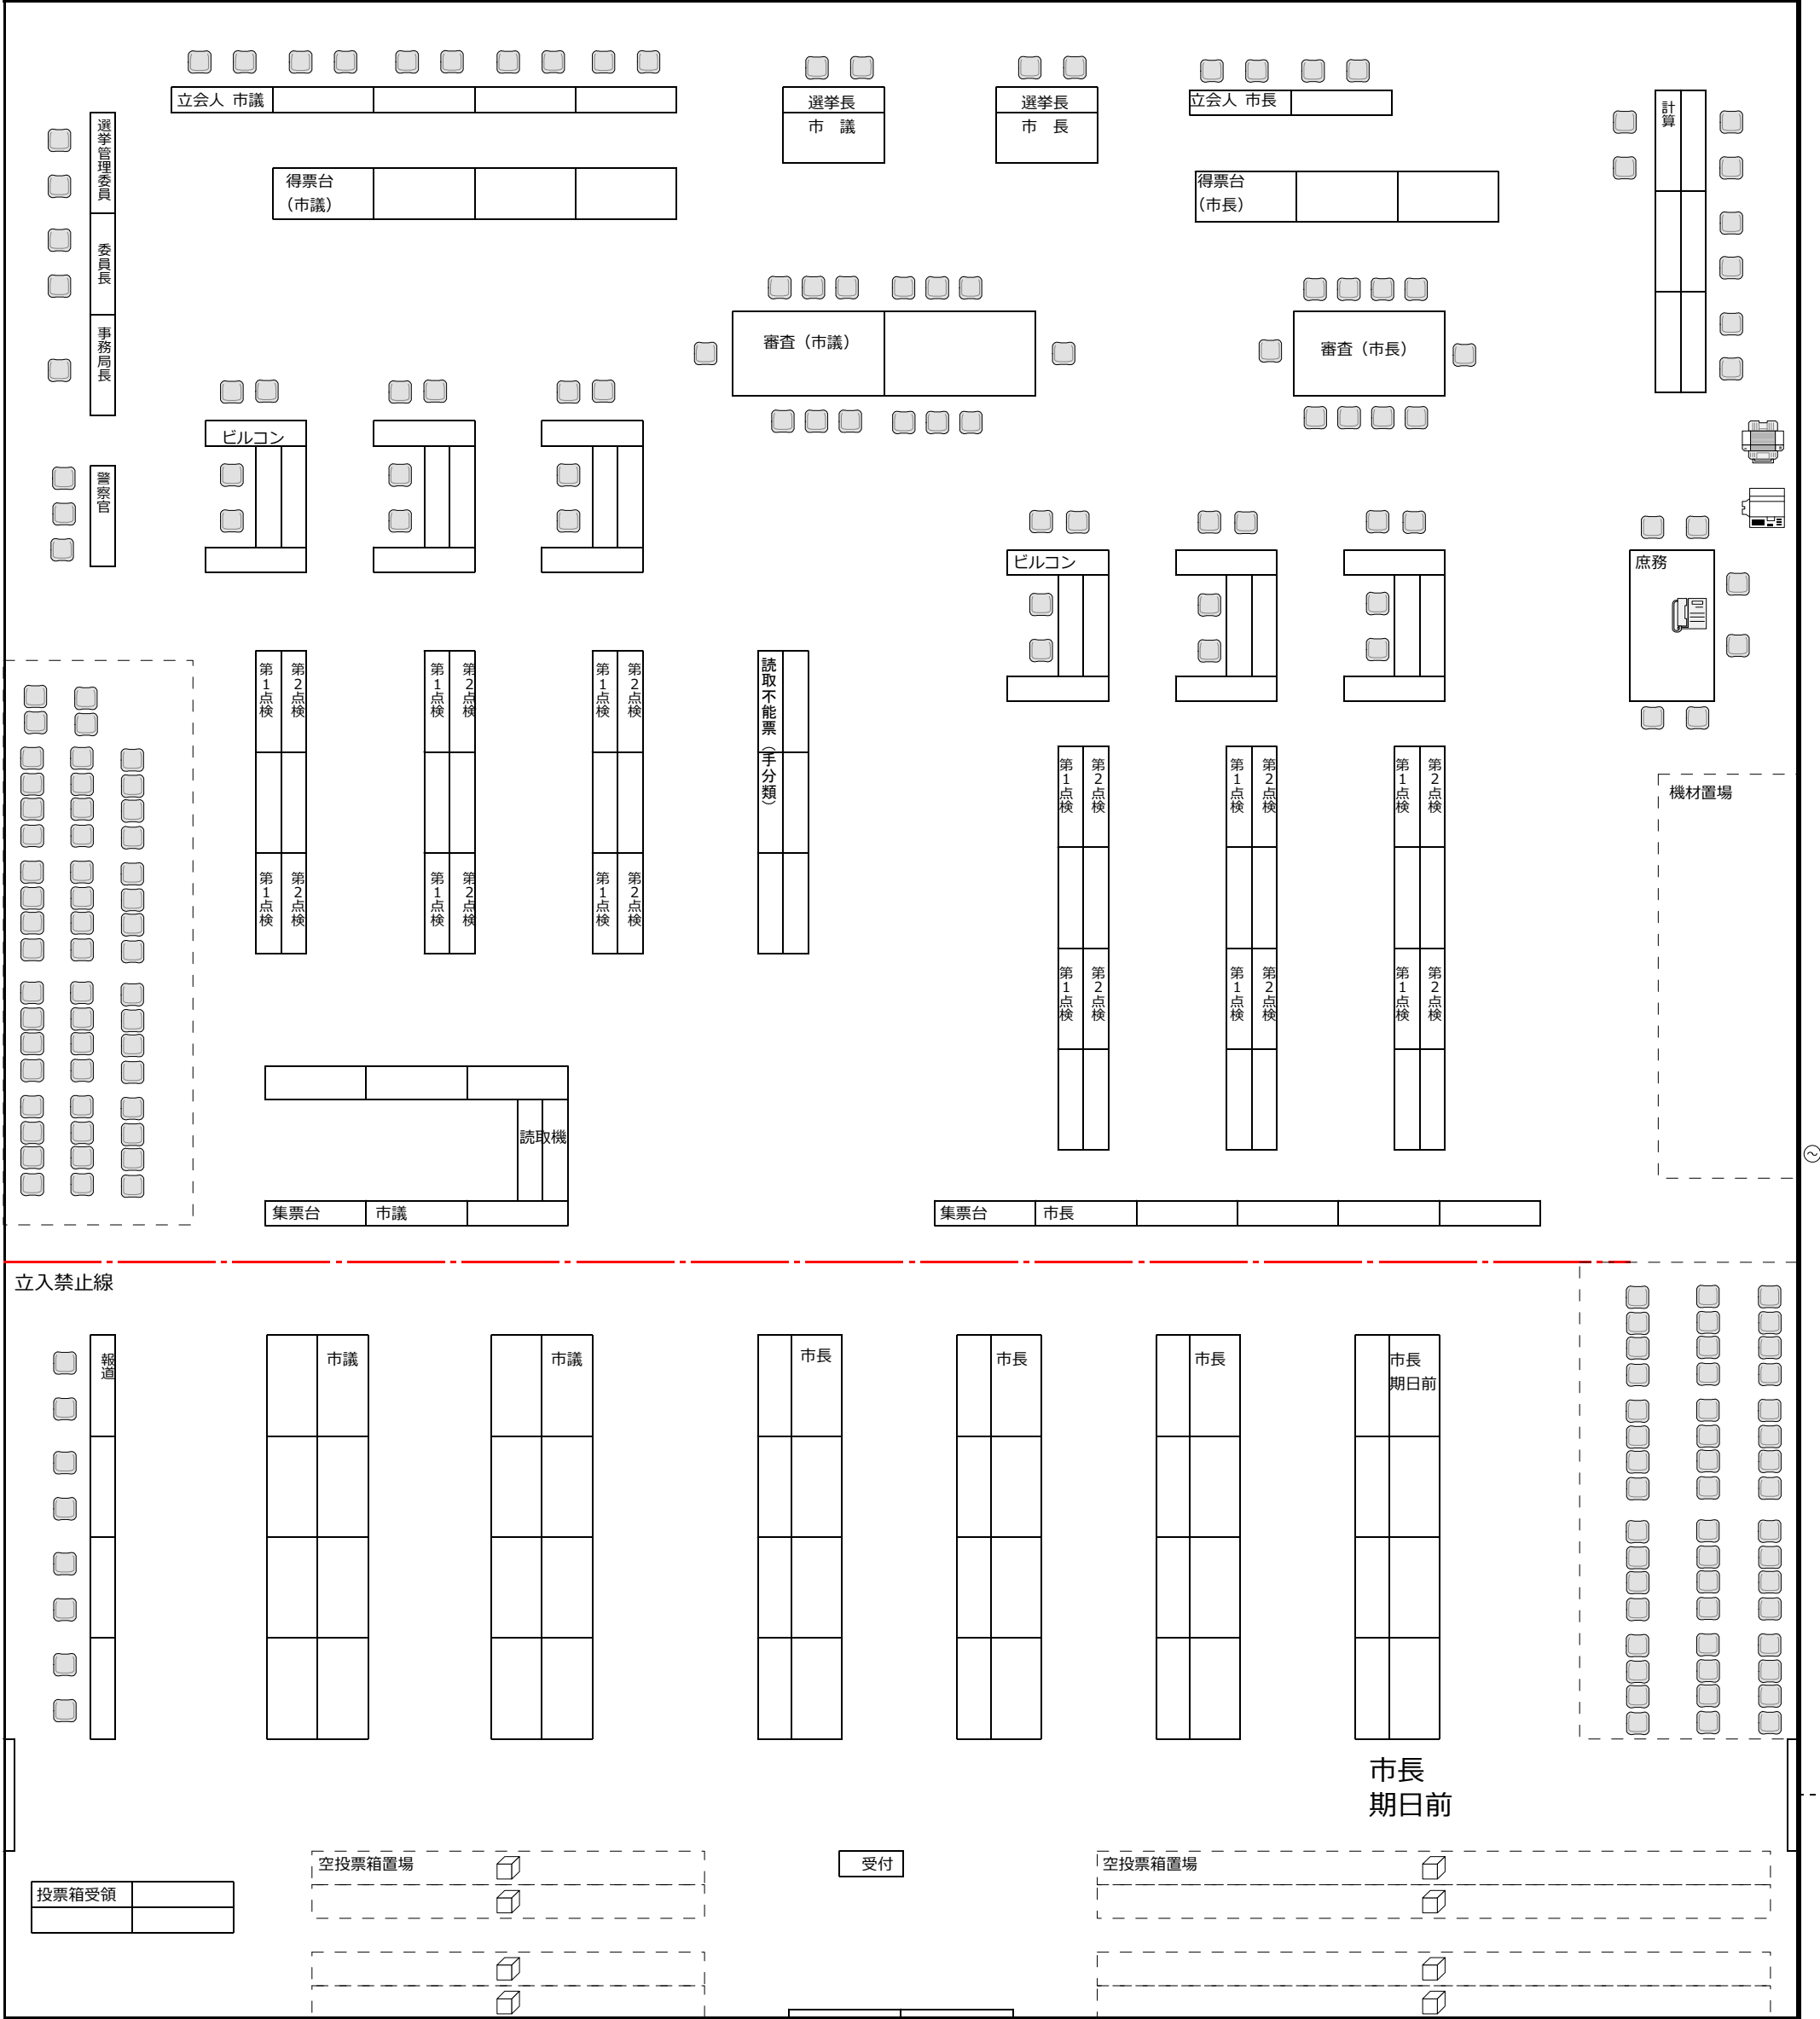 立会人 市議
選挙長
市　議
選挙長
市　長
立会人 市長
計算
選挙管理委員
委員長
事務局長
得票台
（市議）
得票台
（市長）
審査（市議）
審査（市長）
ビルコン
警察官
ビルコン
庶務
第1点検
第2点検
第1点検
第2点検
第1点検
第2点検
読取不能票（手分類）
第1点検
第2点検
第1点検
第2点検
第1点検
第2点検
機材置場
第1点検
第2点検
第1点検
第2点検
第1点検
第2点検
第1点検
第2点検
第1点検
第2点検
第1点検
第2点検
読取機
集票台
市議
集票台
市長
立入禁止線
報道
市議
市議
市長
市長
市長
市長
期日前
市長
期日前
空投票箱置場
受付
空投票箱置場
投票箱受領